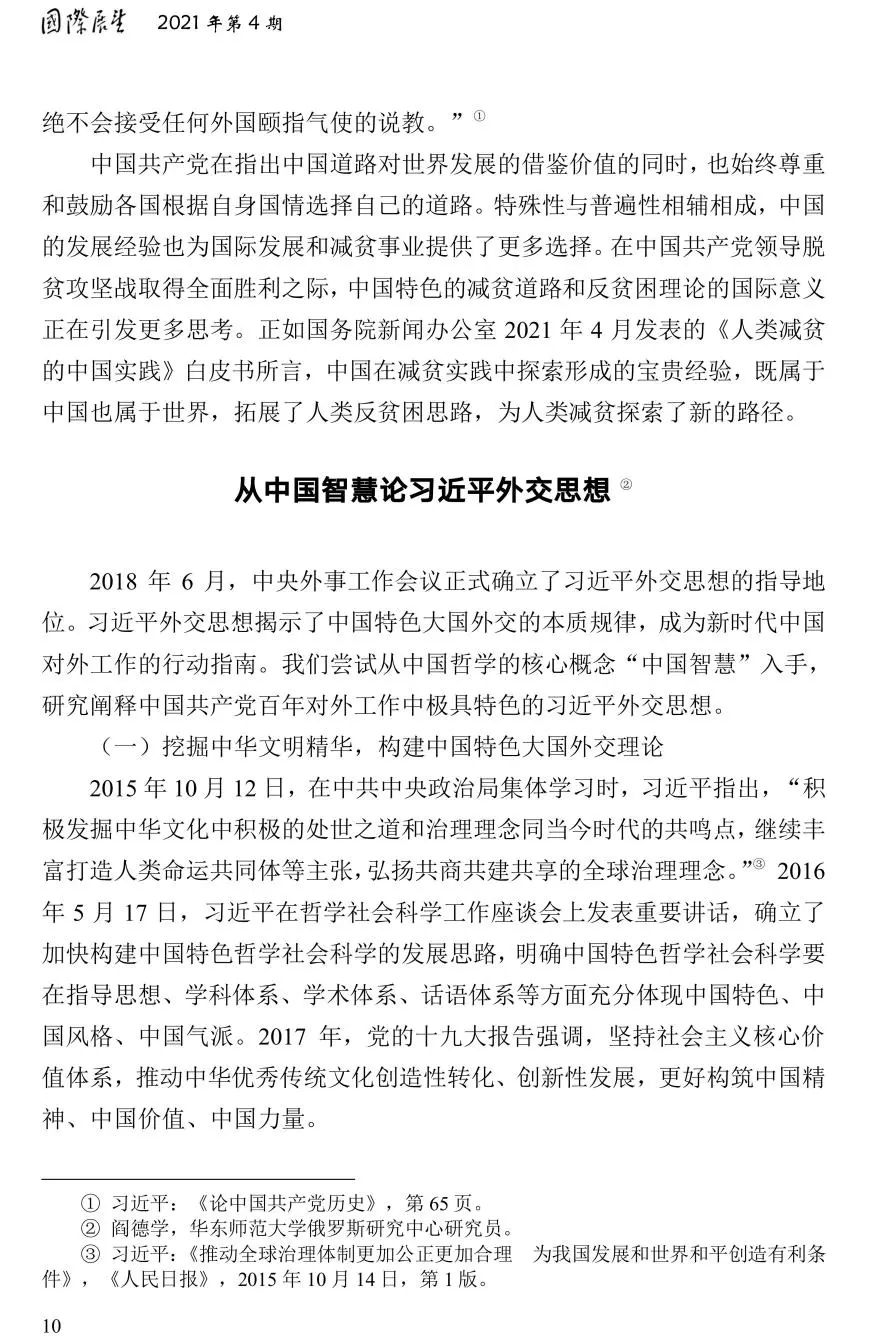 國際展望 2021 年第 4 期
绝不会接受任何外国颐指气使的说教。”①
中国共产党在指出中国道路对世界发展的借鉴价值的同时，也始终尊重
和鼓励各国根据自身国情选择自己的道路。特殊性与普遍性相辅相成，中国
的发展经验也为国际发展和减贫事业提供了更多选择。在中国共产党领导脱
贫攻坚战取得全面胜利之际，中国特色的减贫道路和反贫困理论的国际意义
正在引发更多思考。正如国务院新闻办公室 2021 年 4 月发表的《人类减贫
的中国实践》白皮书所言，中国在减贫实践中探索形成的宝贵经验，既属于
中国也属于世界，拓展了人类反贫困思路，为人类减贫探索了新的路径。
从中国智慧论习近平外交思想 ②
2018 年 6 月，中央外事工作会议正式确立了习近平外交思想的指导地
位。习近平外交思想揭示了中国特色大国外交的本质规律，成为新时代中国
对外工作的行动指南。我们尝试从中国哲学的核心概念“中国智慧”入手，
研究阐释中国共产党百年对外工作中极具特色的习近平外交思想。
（一）挖掘中华文明精华，构建中国特色大国外交理论
2015 年 10 月 12 日，在中共中央政治局集体学习时，习近平指出，“积
极发掘中华文化中积极的处世之道和治理理念同当今时代的共鸣点，继续丰
富打造人类命运共同体等主张，弘扬共商共建共享的全球治理理念。”③ 2016
年 5 月 17 日，习近平在哲学社会科学工作座谈会上发表重要讲话，确立了
加快构建中国特色哲学社会科学的发展思路，明确中国特色哲学社会科学要
在指导思想、学科体系、学术体系、话语体系等方面充分体现中国特色、中
国风格、中国气派。2017 年，党的十九大报告强调，坚持社会主义核心价
值体系，推动中华优秀传统文化创造性转化、创新性发展，更好构筑中国精
神、中国价值、中国力量。
① 习近平：《论中国共产党历史》，第 65 页。
② 阎德学，华东师范大学俄罗斯研究中心研究员。
③ 习近平：《推动全球治理体制更加公正更加合理　为我国发展和世界和平创造有利条
件》，《人民日报》，2015 年 10 月 14 日，第 1 版。
10